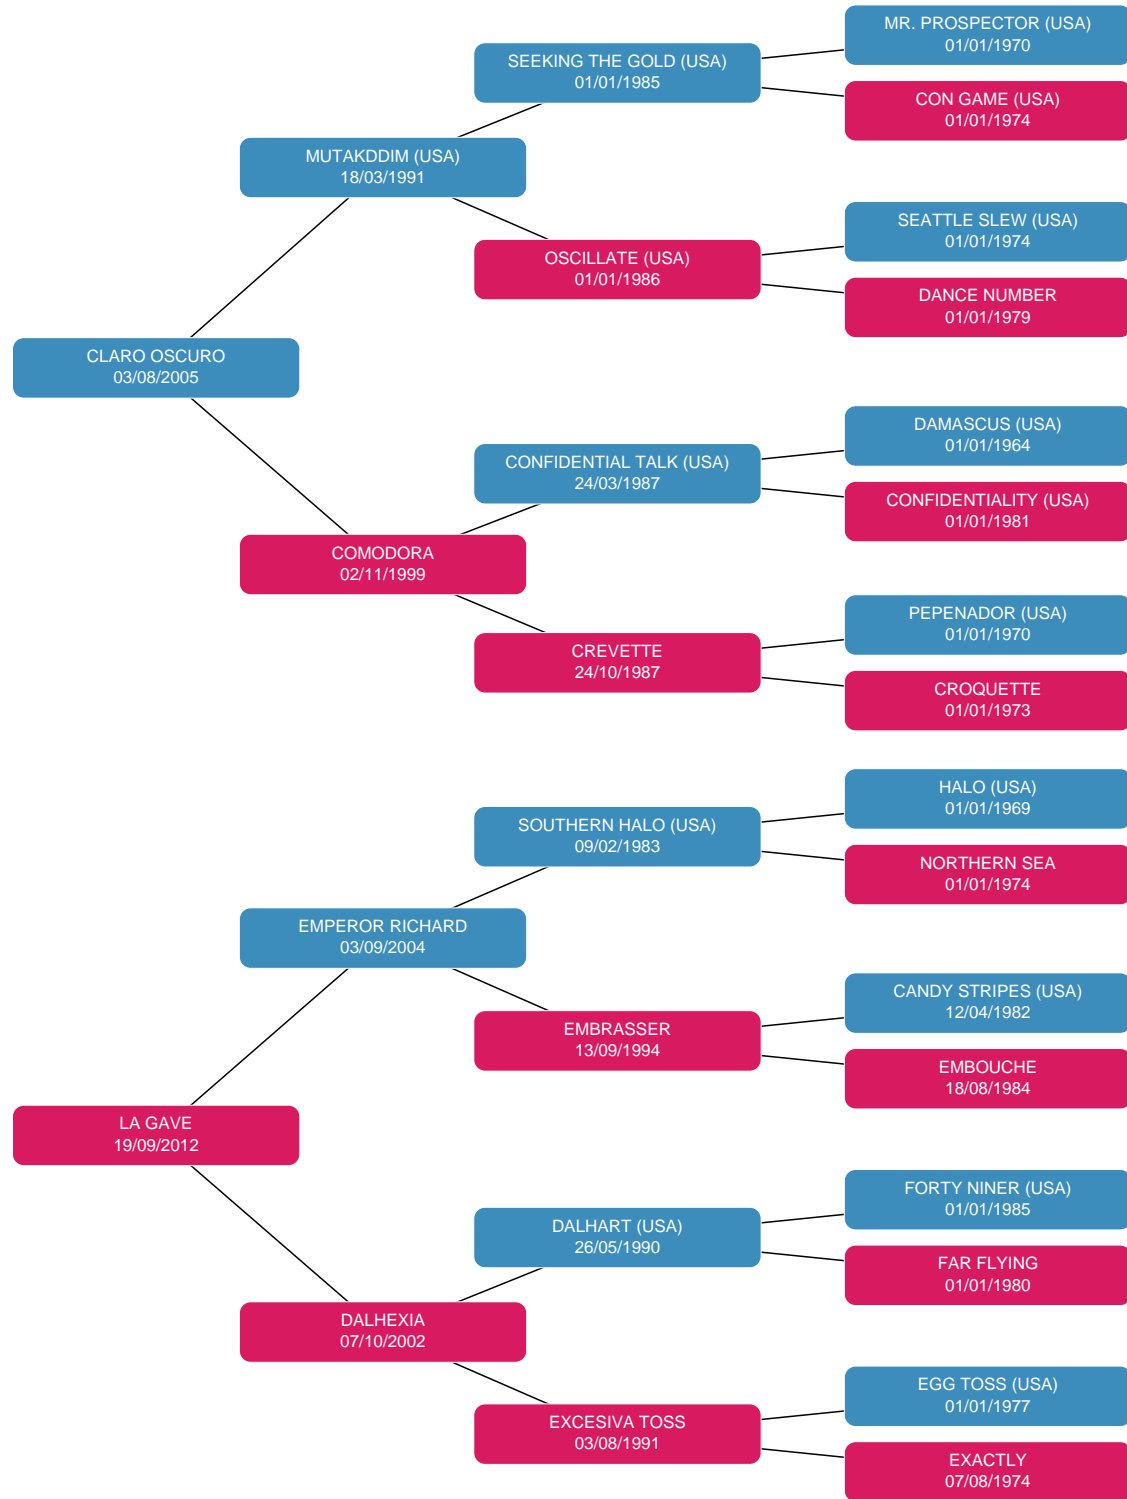 MR. PROSPECTOR (USA)
01/01/1970
SEEKING THE GOLD (USA)
01/01/1985
CON GAME (USA)
01/01/1974
MUTAKDDIM (USA)
18/03/1991
SEATTLE SLEW (USA)
01/01/1974
OSCILLATE (USA)
01/01/1986
DANCE NUMBER
01/01/1979
CLARO OSCURO
03/08/2005
DAMASCUS (USA)
01/01/1964
CONFIDENTIAL TALK (USA)
24/03/1987
CONFIDENTIALITY (USA)
01/01/1981
COMODORA
02/11/1999
PEPENADOR (USA)
01/01/1970
CREVETTE
24/10/1987
CROQUETTE
01/01/1973
HALO (USA)
01/01/1969
SOUTHERN HALO (USA)
09/02/1983
NORTHERN SEA
01/01/1974
EMPEROR RICHARD
03/09/2004
CANDY STRIPES (USA)
12/04/1982
EMBRASSER
13/09/1994
EMBOUCHE
18/08/1984
LA GAVE
19/09/2012
FORTY NINER (USA)
01/01/1985
DALHART (USA)
26/05/1990
FAR FLYING
01/01/1980
DALHEXIA
07/10/2002
EGG TOSS (USA)
01/01/1977
EXCESIVA TOSS
03/08/1991
EXACTLY
07/08/1974